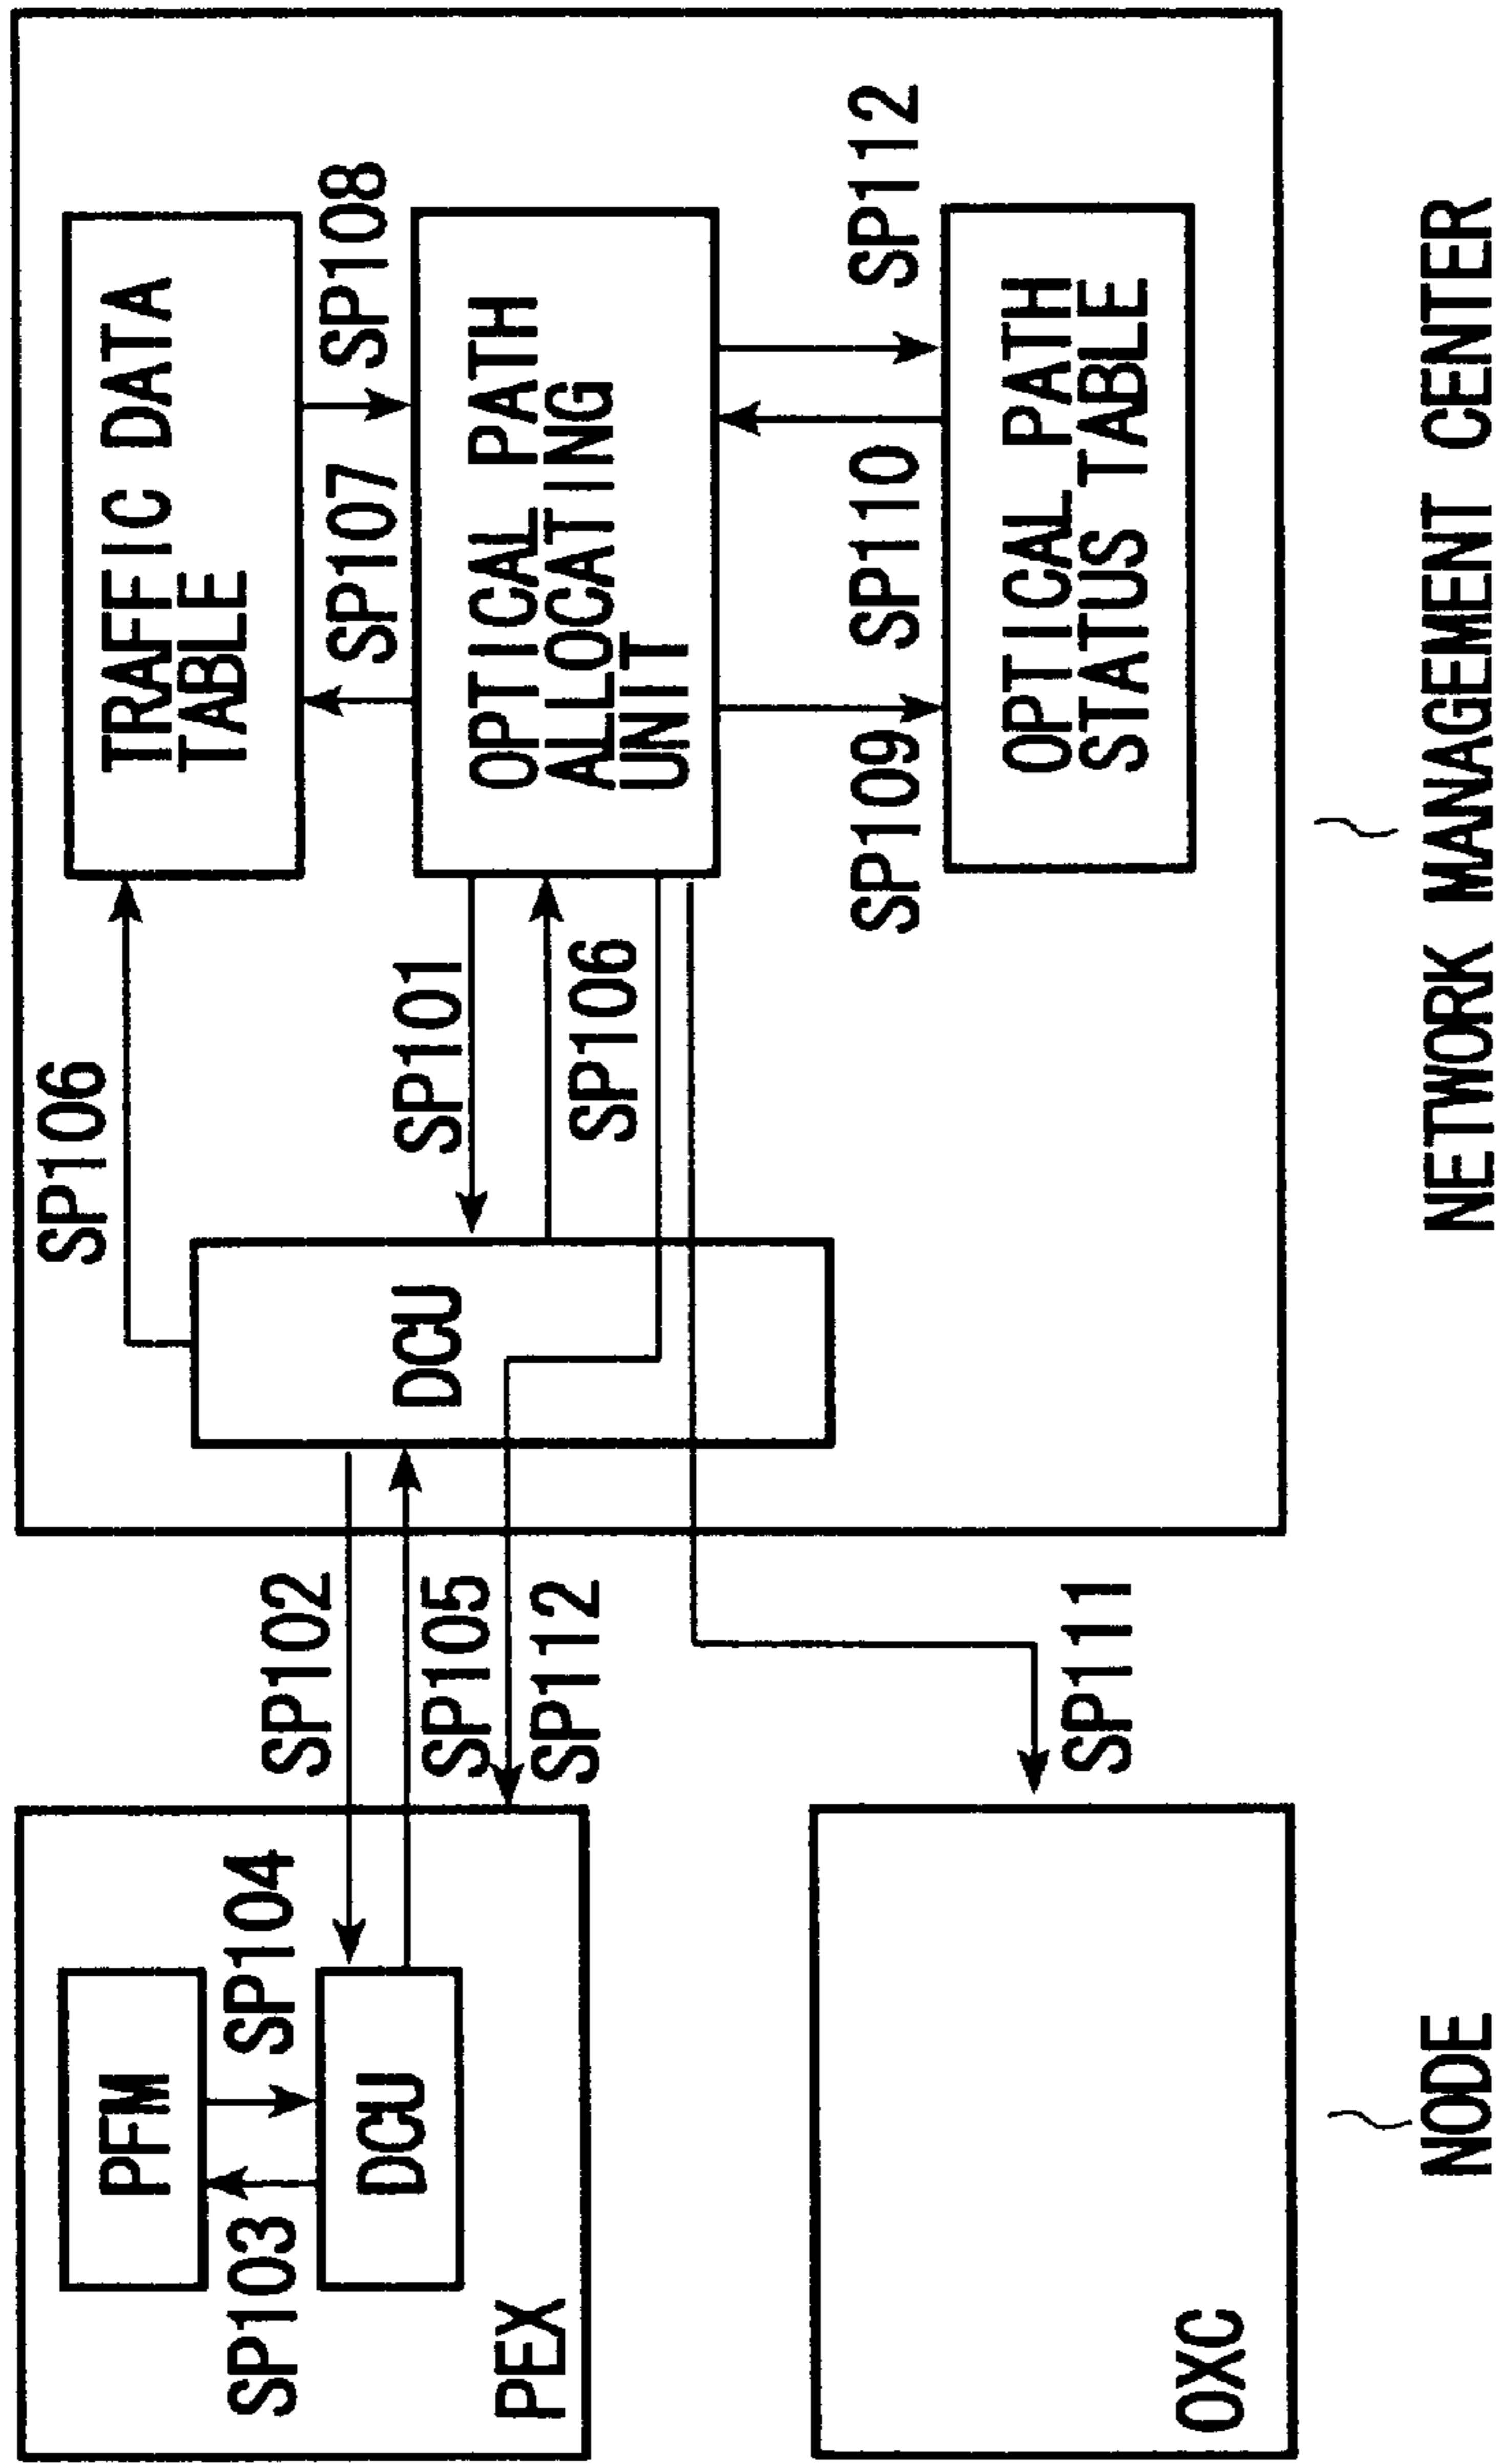 SP103
SP104
PFM
DCU
PEX
OXC
NODE
SP102
SP105
SP112
SP111
SP106
DCU
SP101
SP106
TRAFFIC DATA
TABLE
SP107
SP108
OPTICAL PATH
ALLOCATING
UNIT
SP109
SP110
SP112
OPTICAL PATH
STATUS TABLE
NETWORK MANAGEMENT CENTER